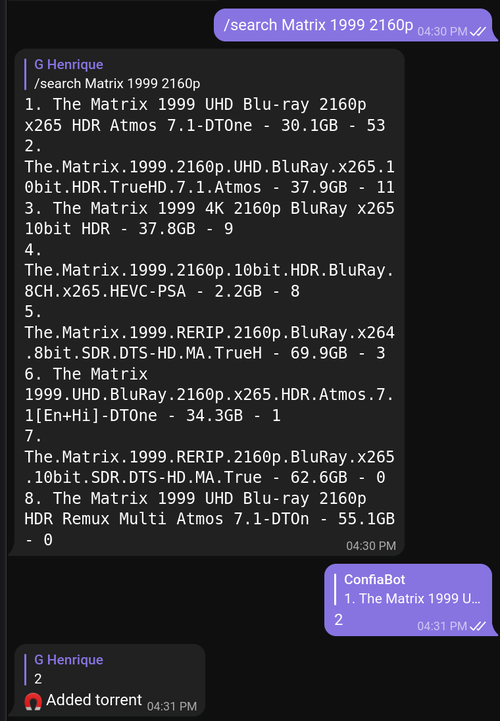 /search Matrix 1999 2160p 04:30 PM
G Henrique
/search Matrix 1999 2160p
1. The Matrix 1999 UHD Blu-ray 2160p
x265 HDR Atmos 7.1-DTOne - 30.1GB - 53
2.
The.Matrix.1999.2160p.UHD.BluRay.x265.1
0bit.HDR.TrueHD.7.1.Atmos - 37.9GB - 11
3. The Matrix 1999 4K 2160p BluRay x265
10bit HDR - 37.8GB - 9
4.
The.Matrix.1999.2160p.10bit.HDR.BluRay.
8CH.x265.HEVC-PSA - 2.2GB - 8
5.
The.Matrix.1999.RERIP.2160p.BluRay.x264
.8bit.SDR.DTS-HD.MA.TrueH - 69.9GB - 3
6. The Matrix
1999.UHD.BluRay.2160p.x265.HDR.Atmos.7.
1[En+Hi]-DTOne - 34.3GB - 1
7.
The.Matrix.1999.RERIP.2160p.BluRay.x265
.10bit.SDR.DTS-HD.MA.True - 62.6GB - 0
8. The Matrix 1999 UHD Blu-ray 2160p
HDR Remux Multi Atmos 7.1-DTOn - 55.1GB
- 0
04:30 PM
ConfiaBot
1. The Matrix 1999 U...
2 04:31 PM
G Henrique
2
Added torrent 04:31 PM